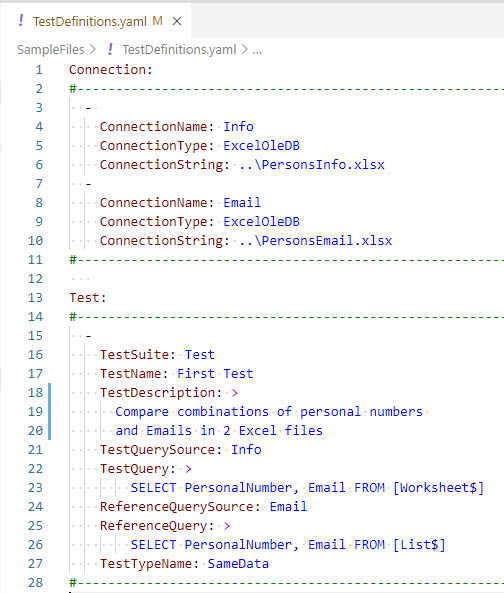 ! TestDefinitions.yaml M ×
SampleFiles > ! TestDefinitions.yaml > ...
1 Connection:
2 #------------------------------------------------------
3 -
4 ConnectionName: Info
5 ConnectionType: ExcelOleDB
6 ConnectionString: ..\PersonsInfo.xlsx
7 -
8 ConnectionName: Email
9 ConnectionType: ExcelOleDB
10 ConnectionString: ..\PersonsEmail.xlsx
11 #------------------------------------------------------
12
13 Test:
14 #------------------------------------------------------
15 -
16 TestSuite: Test
17 TestName: First Test
18 TestDescription: >
19 Compare combinations of personal numbers
20 and Emails in 2 Excel files
21 TestQuerySource: Info
22 TestQuery: >
23 SELECT PersonalNumber, Email FROM [Worksheet$]
24 ReferenceQuerySource: Email
25 ReferenceQuery: >
26 SELECT PersonalNumber, Email FROM [List$]
27 TestTypeName: SameData
28 #------------------------------------------------------